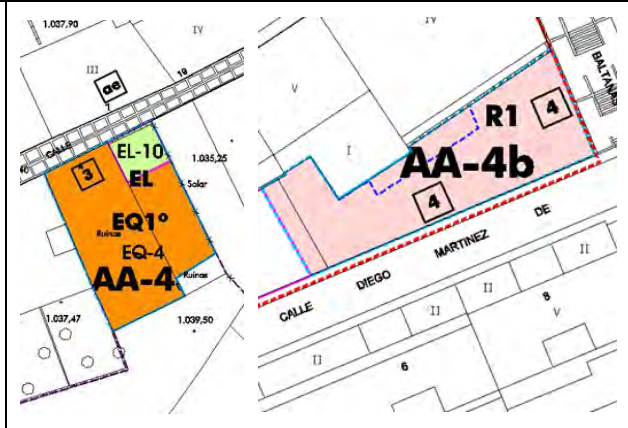 1.037,90
IV
III
ae
19
7
CALLE
40
EL-10
1.035,25
3
EL
Solar
EQ1º
Ruinas
EQ-4
AA-4
Ruinas
1.037,47
1.039,50
IV
V
BALTANAS
R1
4
I
AA-4b
4
CALLE DIEGO MARTINEZ DE
II
II
II
II
8
V
II
6